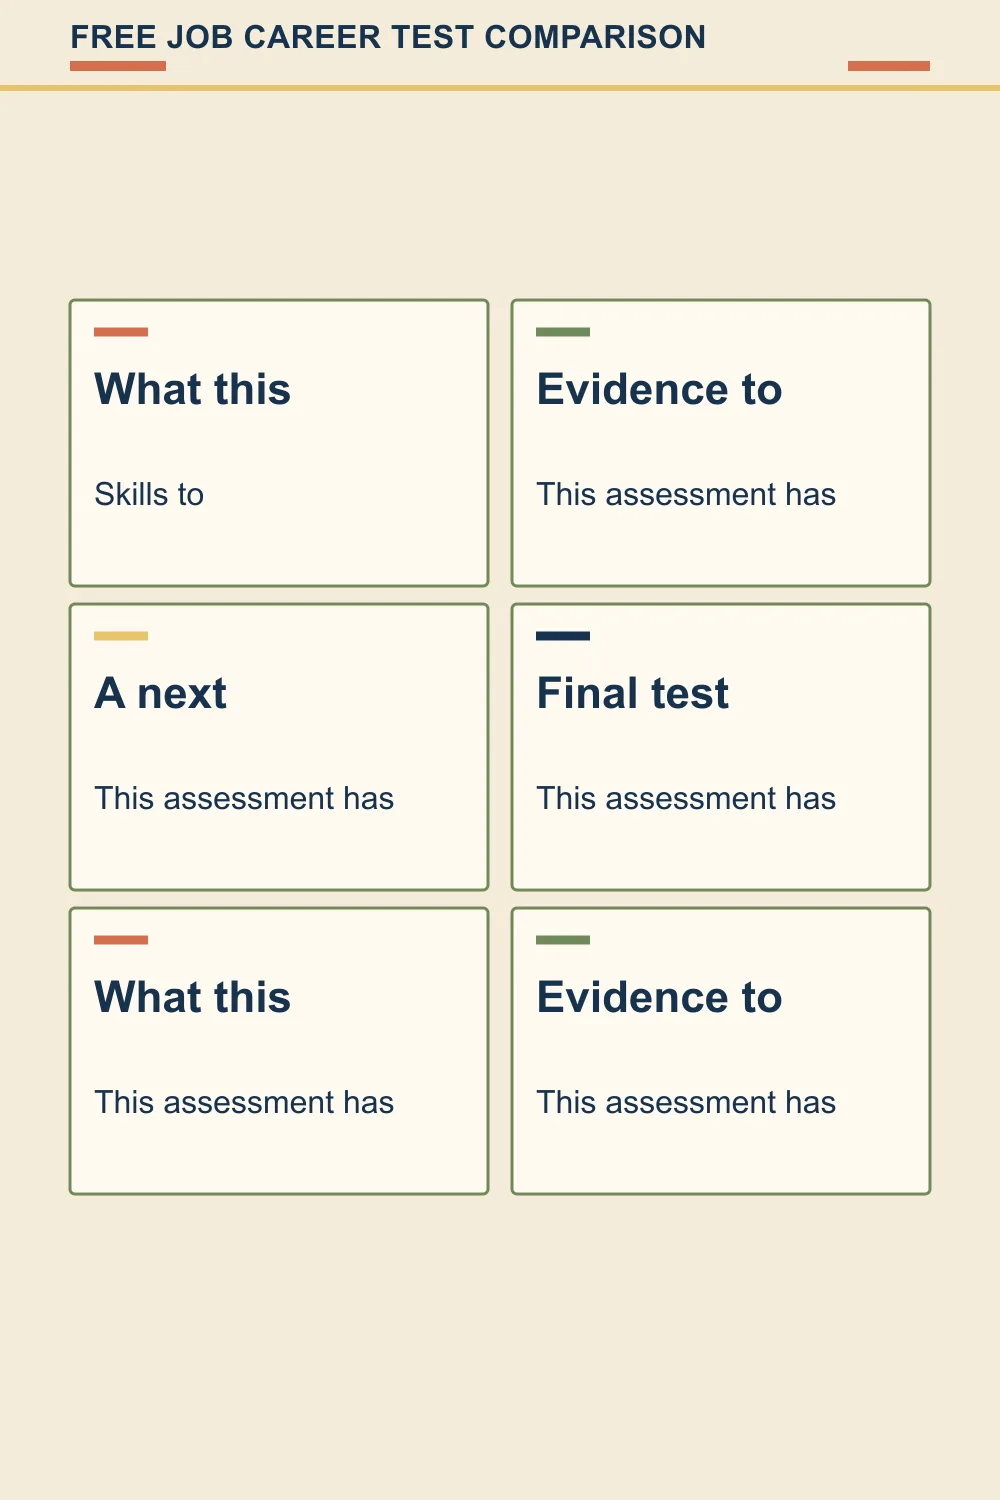 FREE JOB CAREER TEST COMPARISON
What this
Skills to
Evidence to
This assessment has
A next
This assessment has
Final test
This assessment has
What this
This assessment has
Evidence to
This assessment has